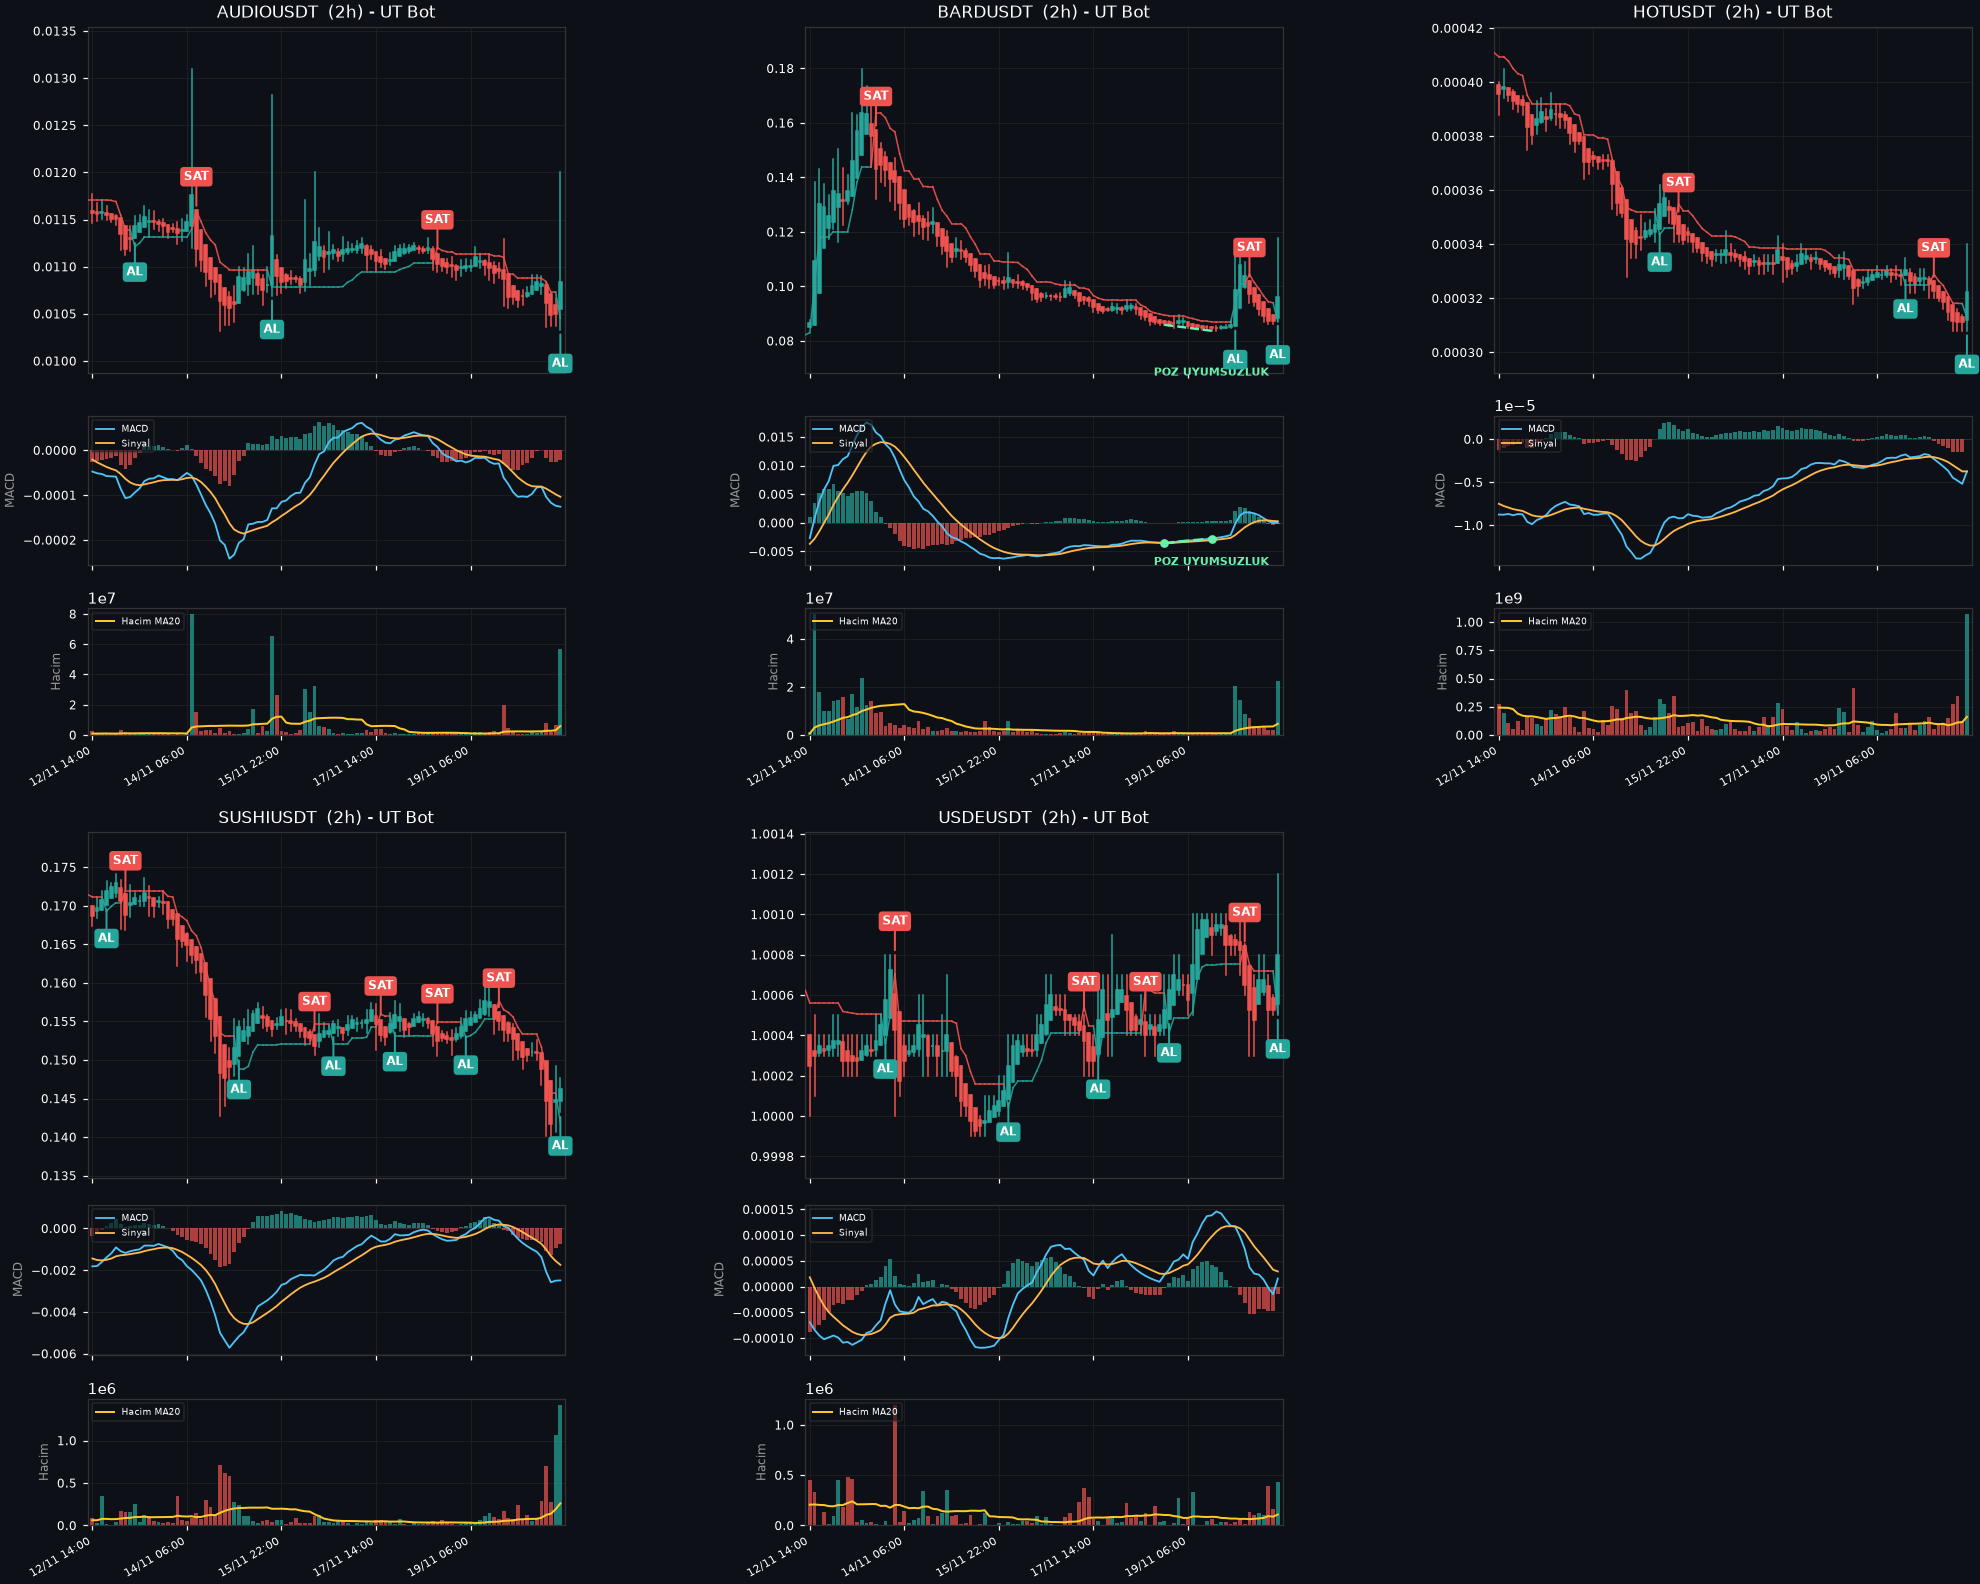 AUDIOUSDT (2h) - UT Bot
0.0135
0.0130
0.0125
0.0120
0.0115
0.0110
0.0105
0.0100
SAT
SAT
AL
AL
AL
MACD
MACD
Sinyal
0.0000
−0.0001
−0.0002
1e7
Hacim
Hacim MA20
8
6
4
2
0
12/11 14:00
14/11 06:00
15/11 22:00
17/11 14:00
19/11 06:00
BARDUSDT (2h) - UT Bot
0.18
0.16
0.14
0.12
0.10
0.08
SAT
SAT
AL
AL
POZ UYUMSUZLUK
MACD
MACD
Sinyal
0.015
0.010
0.005
0.000
−0.005
POZ UYUMSUZLUK
1e7
Hacim
Hacim MA20
4
2
0
12/11 14:00
14/11 06:00
15/11 22:00
17/11 14:00
19/11 06:00
HOTUSDT (2h) - UT Bot
0.00042
0.00040
0.00038
0.00036
0.00034
0.00032
0.00030
SAT
SAT
AL
AL
AL
1e−5
MACD
MACD
Sinyal
0.0
−0.5
−1.0
1e9
Hacim
Hacim MA20
1.00
0.75
0.50
0.25
0.00
12/11 14:00
14/11 06:00
15/11 22:00
17/11 14:00
19/11 06:00
SUSHIUSDT (2h) - UT Bot
0.175
0.170
0.165
0.160
0.155
0.150
0.145
0.140
0.135
SAT
SAT
SAT
SAT
SAT
AL
AL
AL
AL
AL
AL
MACD
MACD
Sinyal
0.000
−0.002
−0.004
−0.006
1e6
Hacim
Hacim MA20
1.0
0.5
0.0
12/11 14:00
14/11 06:00
15/11 22:00
17/11 14:00
19/11 06:00
USDEUSDT (2h) - UT Bot
1.0014
1.0012
1.0010
1.0008
1.0006
1.0004
1.0002
1.0000
0.9998
SAT
SAT
SAT
SAT
AL
AL
AL
AL
AL
MACD
MACD
Sinyal
0.00015
0.00010
0.00005
0.00000
−0.00005
−0.00010
1e6
Hacim
Hacim MA20
1.0
0.5
0.0
12/11 14:00
14/11 06:00
15/11 22:00
17/11 14:00
19/11 06:00